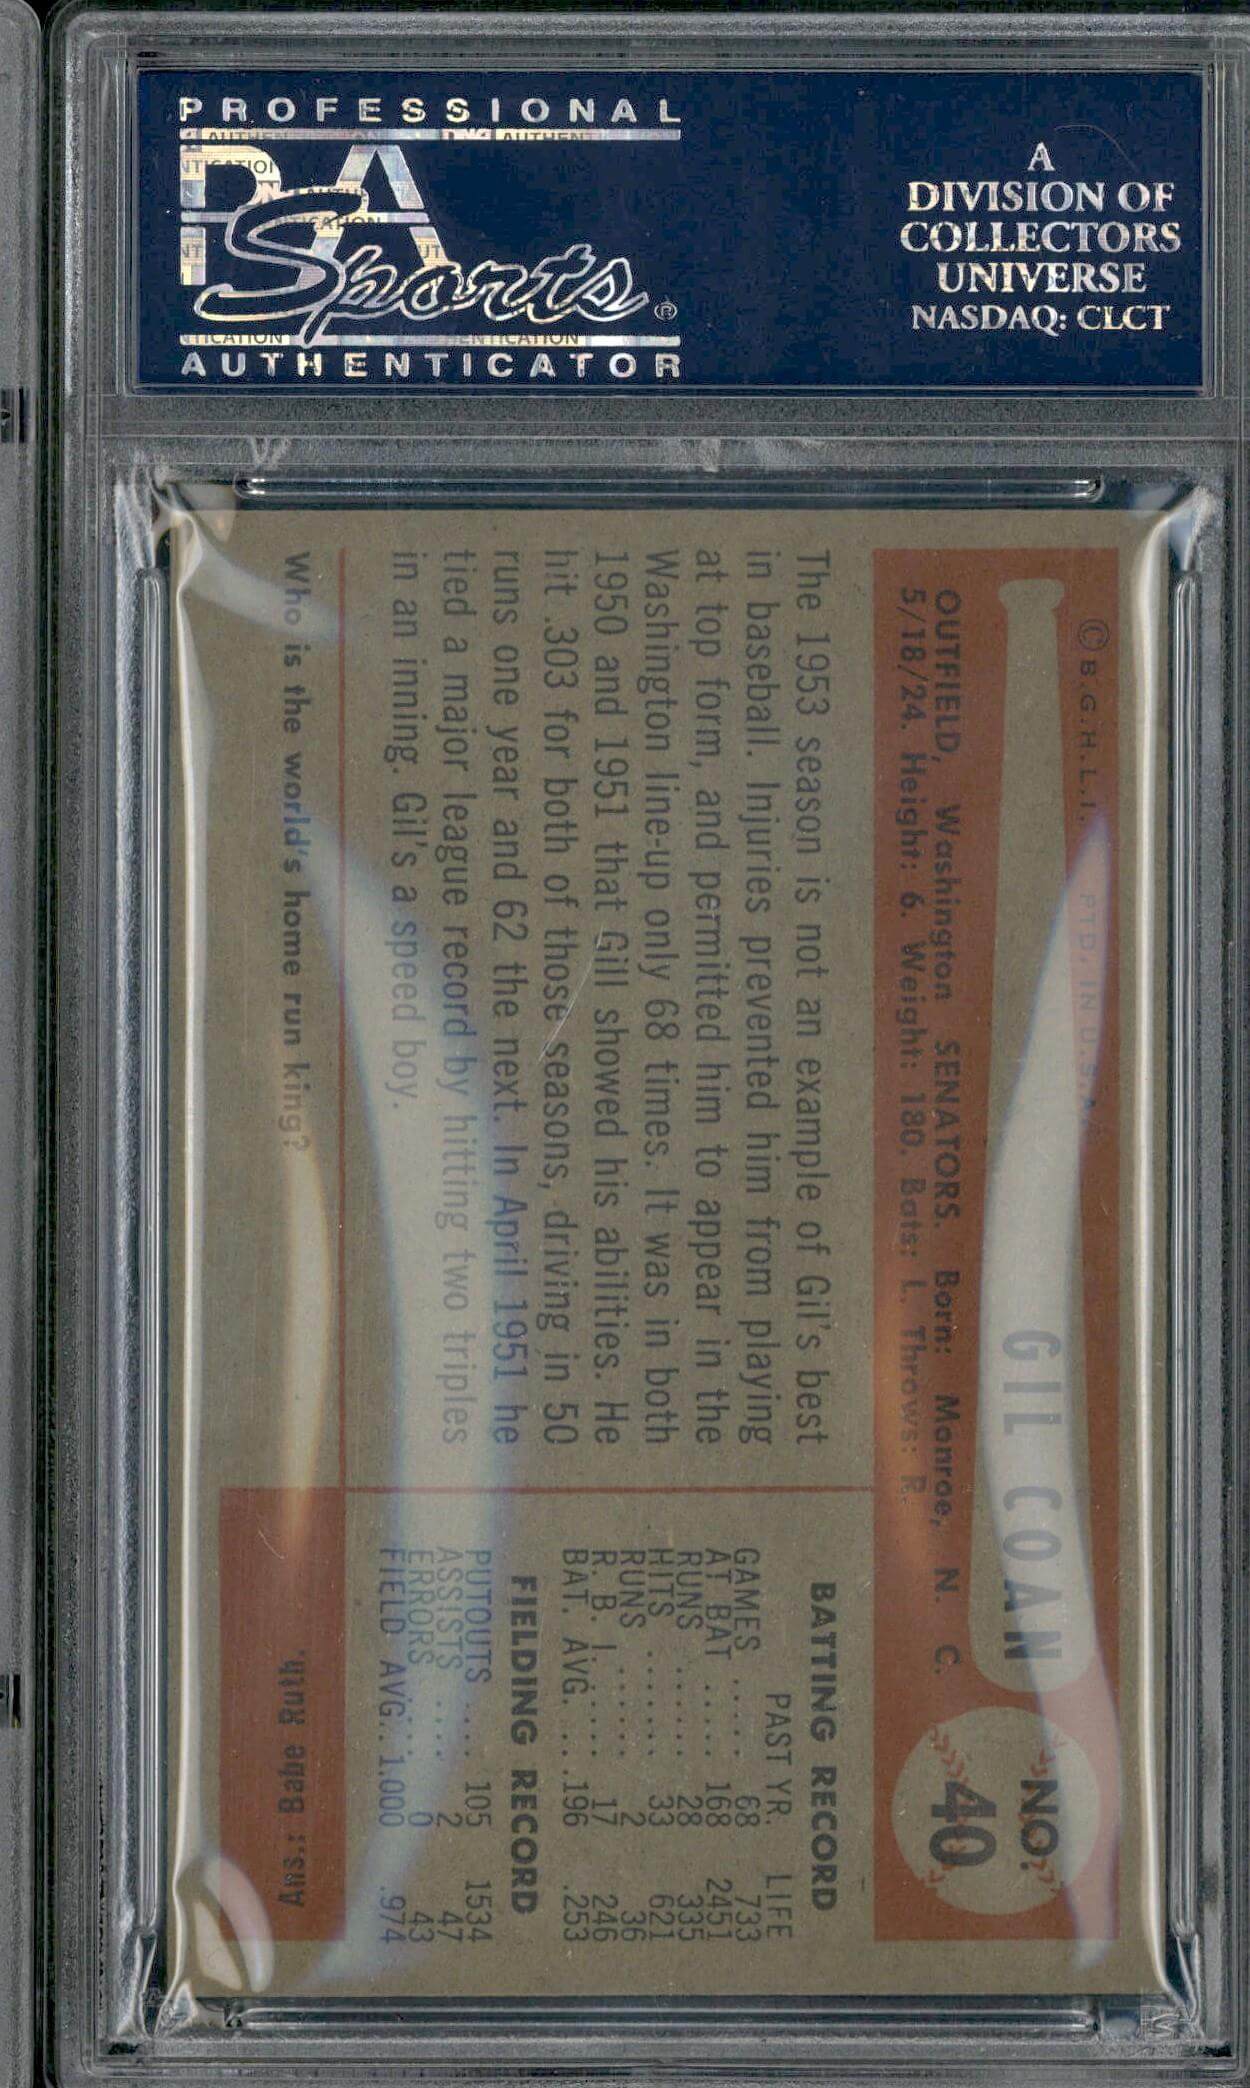 PROFESSIONAL
PSA
Sports®
AUTHENTICATOR
A
DIVISION OF
COLLECTORS
UNIVERSE
NASDAQ: CLCT
© B.G.H.L.I. PTD. IN U.S.A.
GIL COAN
NO.
40
OUTFIELD, Washington SENATORS. Born: Monroe, N. C.
5/18/24. Height: 6. Weight: 180. Bats: L. Throws: R.
The 1953 season is not an example of Gil's best
in baseball. Injuries prevented him from playing
at top form, and permitted him to appear in the
Washington line-up only 68 times. It was in both
1950 and 1951 that Gill showed his abilities. He
hit .303 for both of those seasons, driving in 50
runs one year and 62 the next. In April 1951 he
tied a major league record by hitting two triples
in an inning. Gil's a speed boy.
BATTING RECORD
PAST YR. LIFE
GAMES ..... 68 733
AT BAT ..... 168 2451
RUNS ...... 28 335
HITS ....... 33 621
RUNS ...... 2 36
R. B. I. ..... 17 246
BAT. AVG. ... .196 .253
FIELDING RECORD
PUTOUTS .... 105 1534
ASSISTS .... 2 47
ERRORS .... 0 43
FIELD AVG.. 1.000 .974
Who is the world's home run king?
Ans.: Babe Ruth.